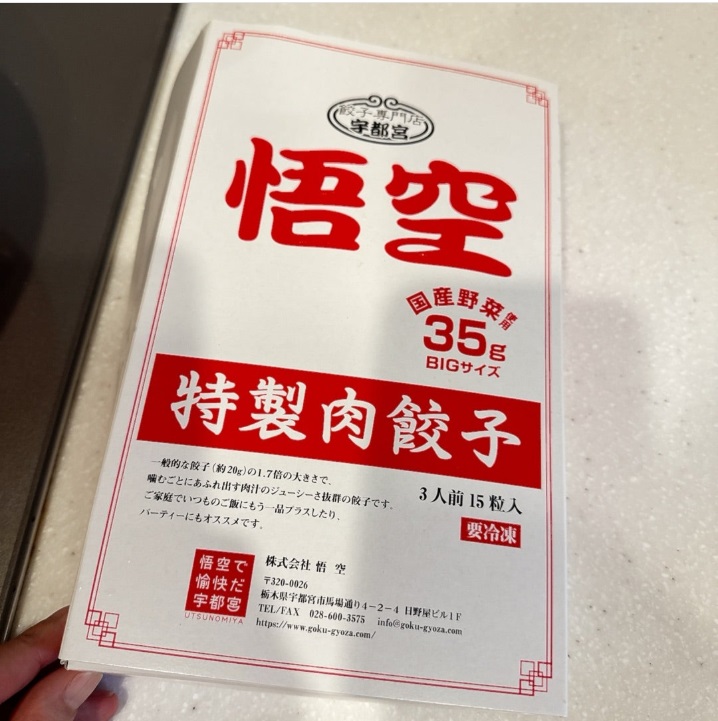 餃子専門店
宇都宮
悟空
国産野菜使用
35g
BIGサイズ
特製肉餃子
一般的な餃子(約20g)の1.7倍の大きさで、
噛むごとにあふれ出す肉汁のジューシーさ抜群の餃子です。
ご家庭でいつものご飯にもう一品プラスしたり、
パーティーにもオススメです。
3人前15粒入
要冷凍
悟空で
愉快だ
宇都宮
UTSUNOMIYA
株式会社 悟 空
〒320-0026
栃木県宇都宮市馬場通り4-2-4 日野屋ビル1F
TEL/FAX 028-600-3575 info@goku-gyoza.com
https://www.goku-gyoza.com/